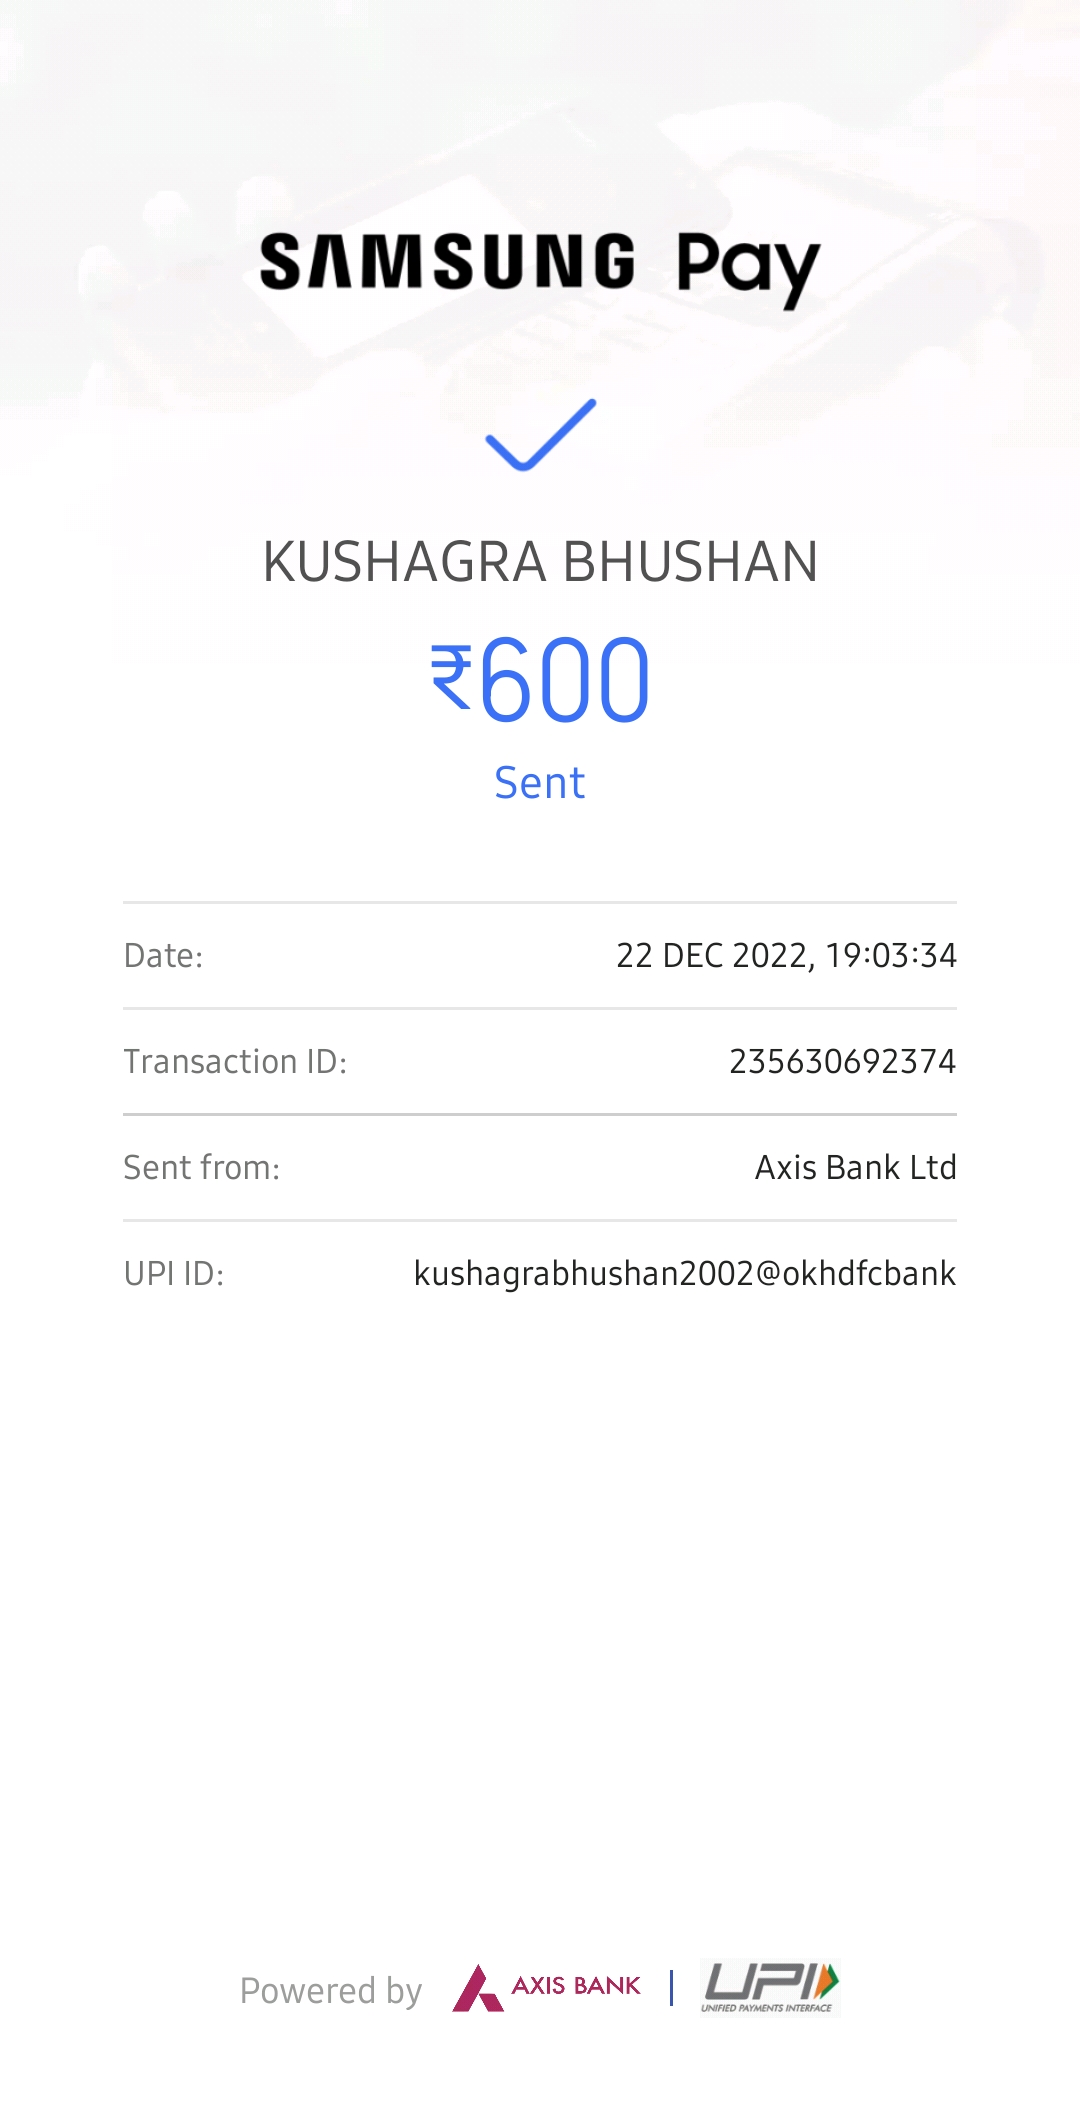 SAMSUNG Pay
KUSHAGRA BHUSHAN
₹600
Sent
Date: 22 DEC 2022, 19:03:34
Transaction ID: 235630692374
Sent from: Axis Bank Ltd
UPI ID: kushagrabhushan2002@okhdfcbank
Powered by AXIS BANK | UPI
UNIFIED PAYMENTS INTERFACE